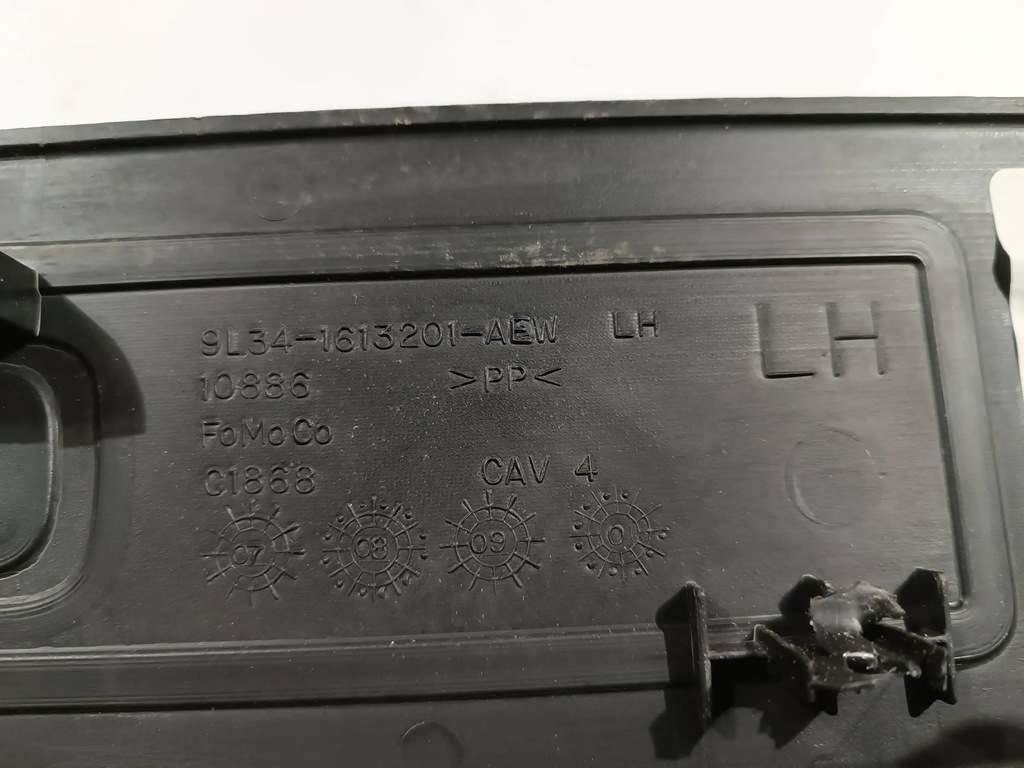 9L34-1613201-AEW LH LH
10886 >PP<
FoMoCo
C1868 CAV 4
07 08 09 0